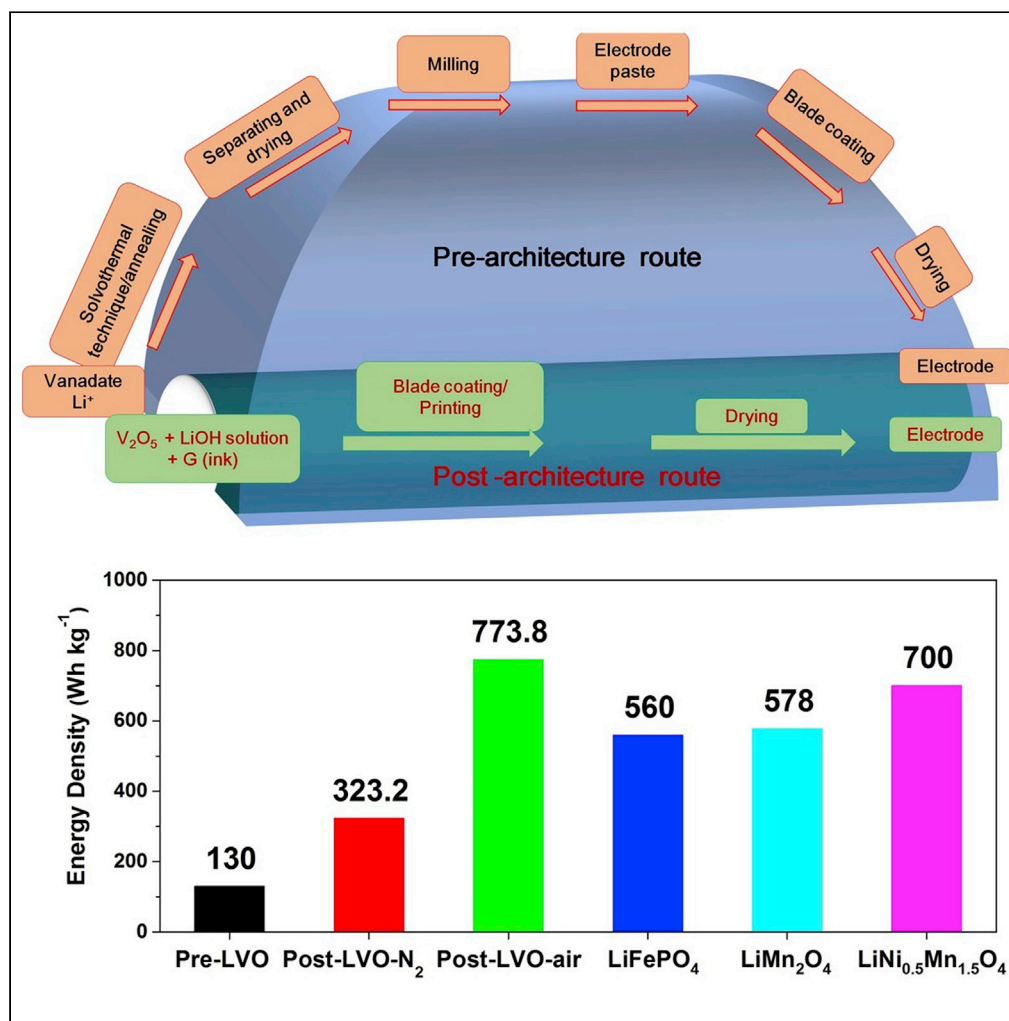 Vanadate
Li⁺
Solvothermal
technique/annealing
Separating and
drying
Milling
Electrode
paste
Blade coating
Drying
Electrode
Pre-architecture route
V₂O₅ + LiOH solution
+ G (ink)
Blade coating/
Printing
Drying
Electrode
Post -architecture route
Energy Density (Wh kg⁻¹)
1000
800
600
400
200
0
130
323.2
773.8
560
578
700
Pre-LVO
Post-LVO-N₂
Post-LVO-air
LiFePO₄
LiMn₂O₄
LiNi₀.₅Mn₁.₅O₄